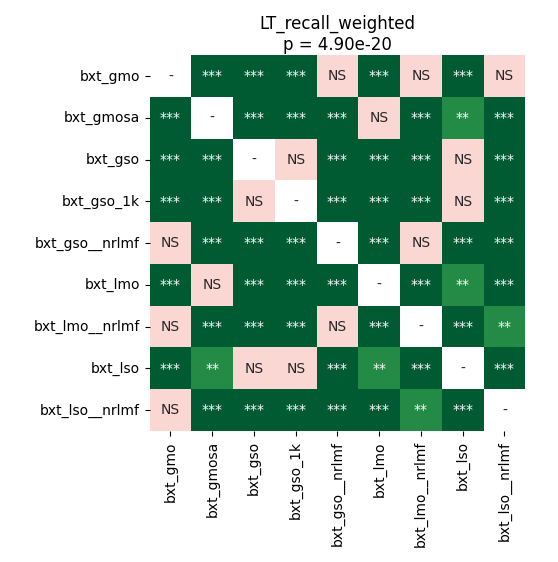 LT_recall_weighted
p = 4.90e-20
bxt_gmo - *** *** *** NS *** NS *** NS
bxt_gmosa *** - *** *** *** NS *** ** ***
bxt_gso *** *** - NS *** *** *** NS ***
bxt_gso_1k *** *** NS - *** *** *** NS ***
bxt_gso__nrlmf NS *** *** *** - *** NS *** ***
bxt_lmo *** NS *** *** *** - *** ** ***
bxt_lmo__nrlmf NS *** *** *** NS *** - *** **
bxt_lso *** ** NS NS *** ** *** - ***
bxt_lso__nrlmf NS *** *** *** *** *** ** *** -
bxt_gmo
bxt_gmosa
bxt_gso
bxt_gso_1k
bxt_gso__nrlmf
bxt_lmo
bxt_lmo__nrlmf
bxt_lso
bxt_lso__nrlmf